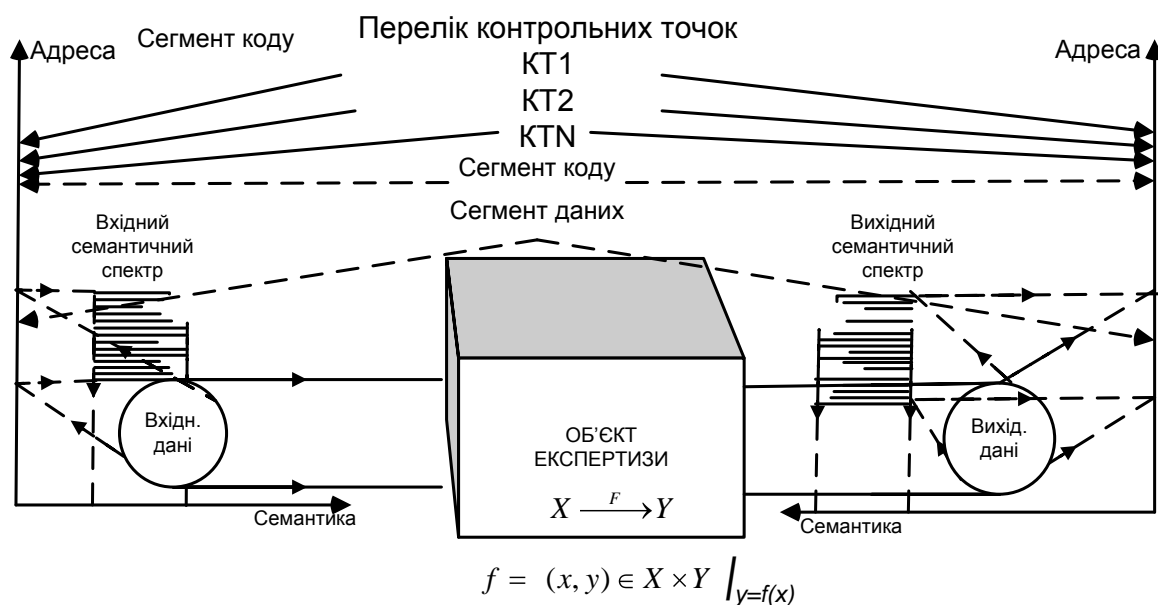 Перелік контрольних точок
Сегмент коду
Адреса
Адреса
КТ1
КТ2
КТN
Сегмент коду
Сегмент даних
Вхідний
семантичний
спектр
Вихідний
семантичний
спектр
Вхідн.
дані
Вихід.
дані
ОБ'ЄКТ
ЕКСПЕРТИЗИ
X F → Y
Семантика
Семантика
f = (x, y) ∈ X × Y /y=f(x)